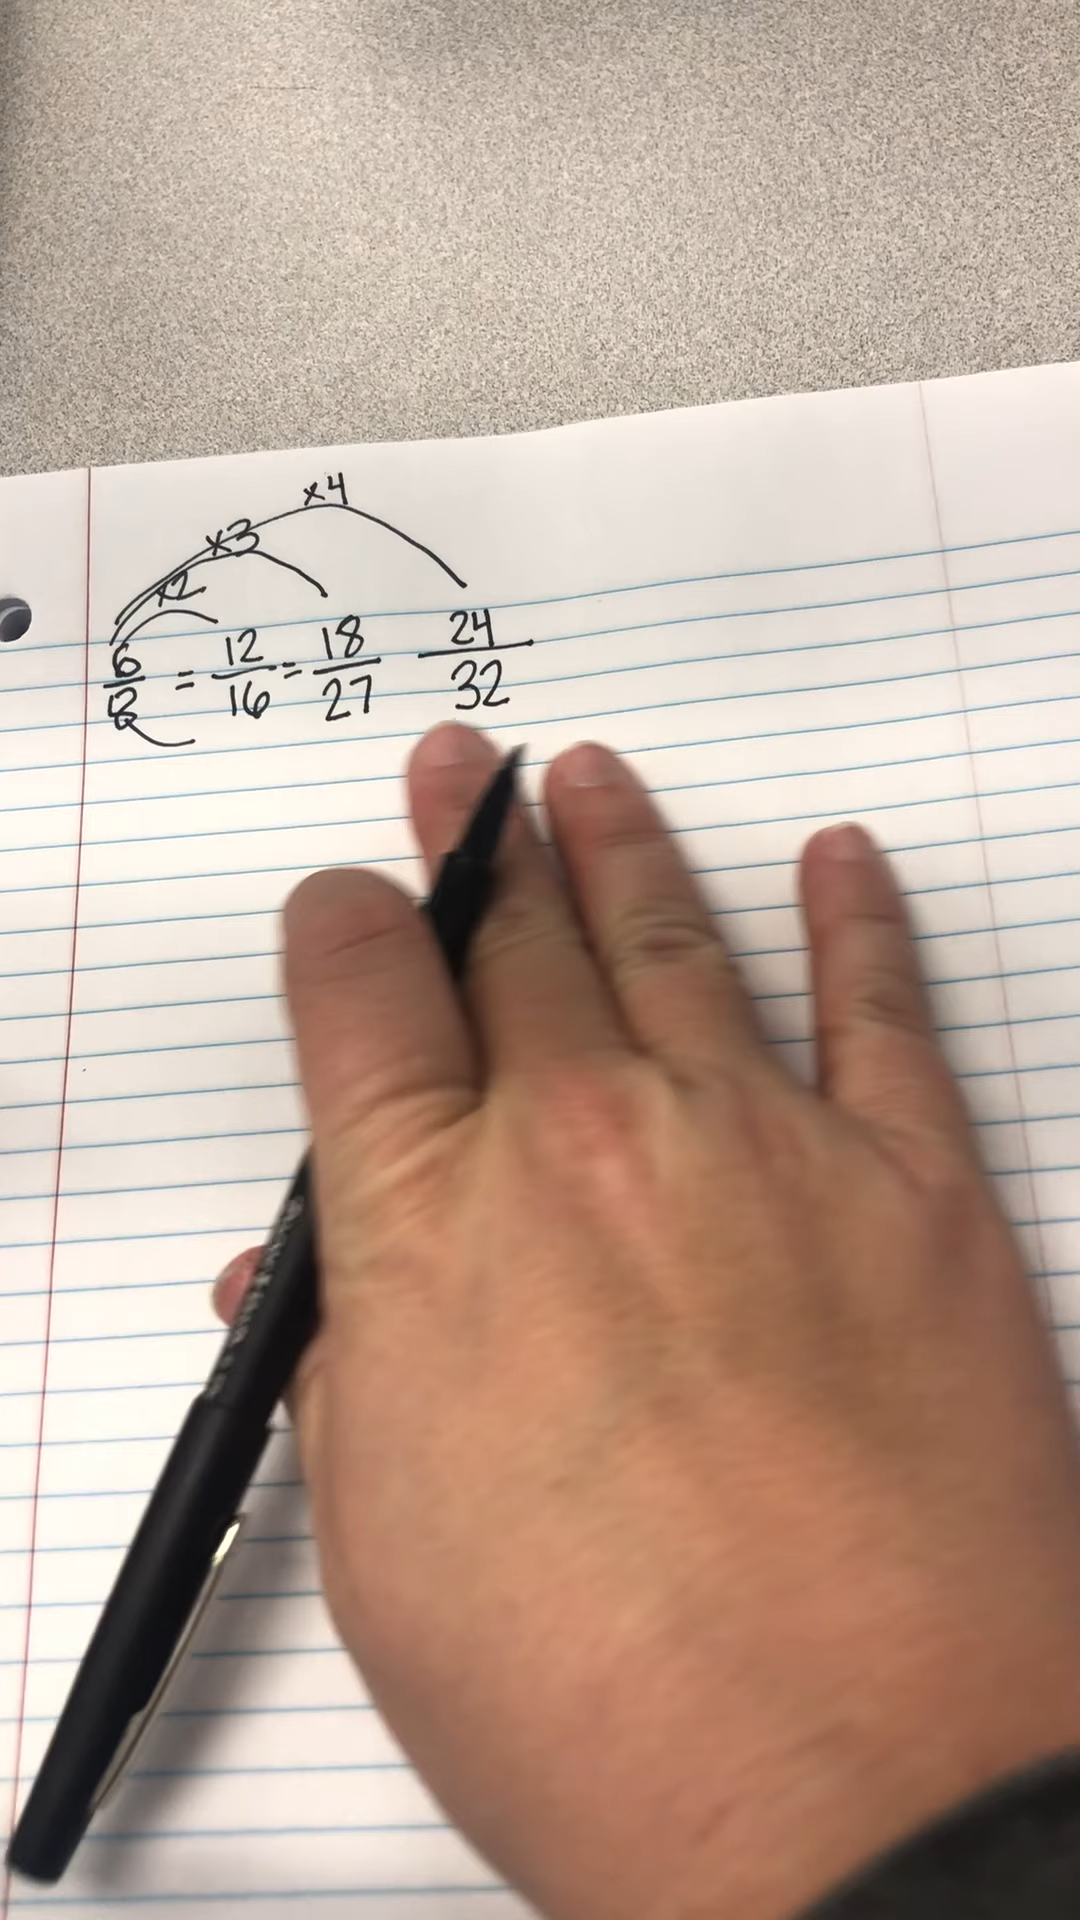 ×4
×3
×2
6/8 = 12/16 = 18/27 24/32